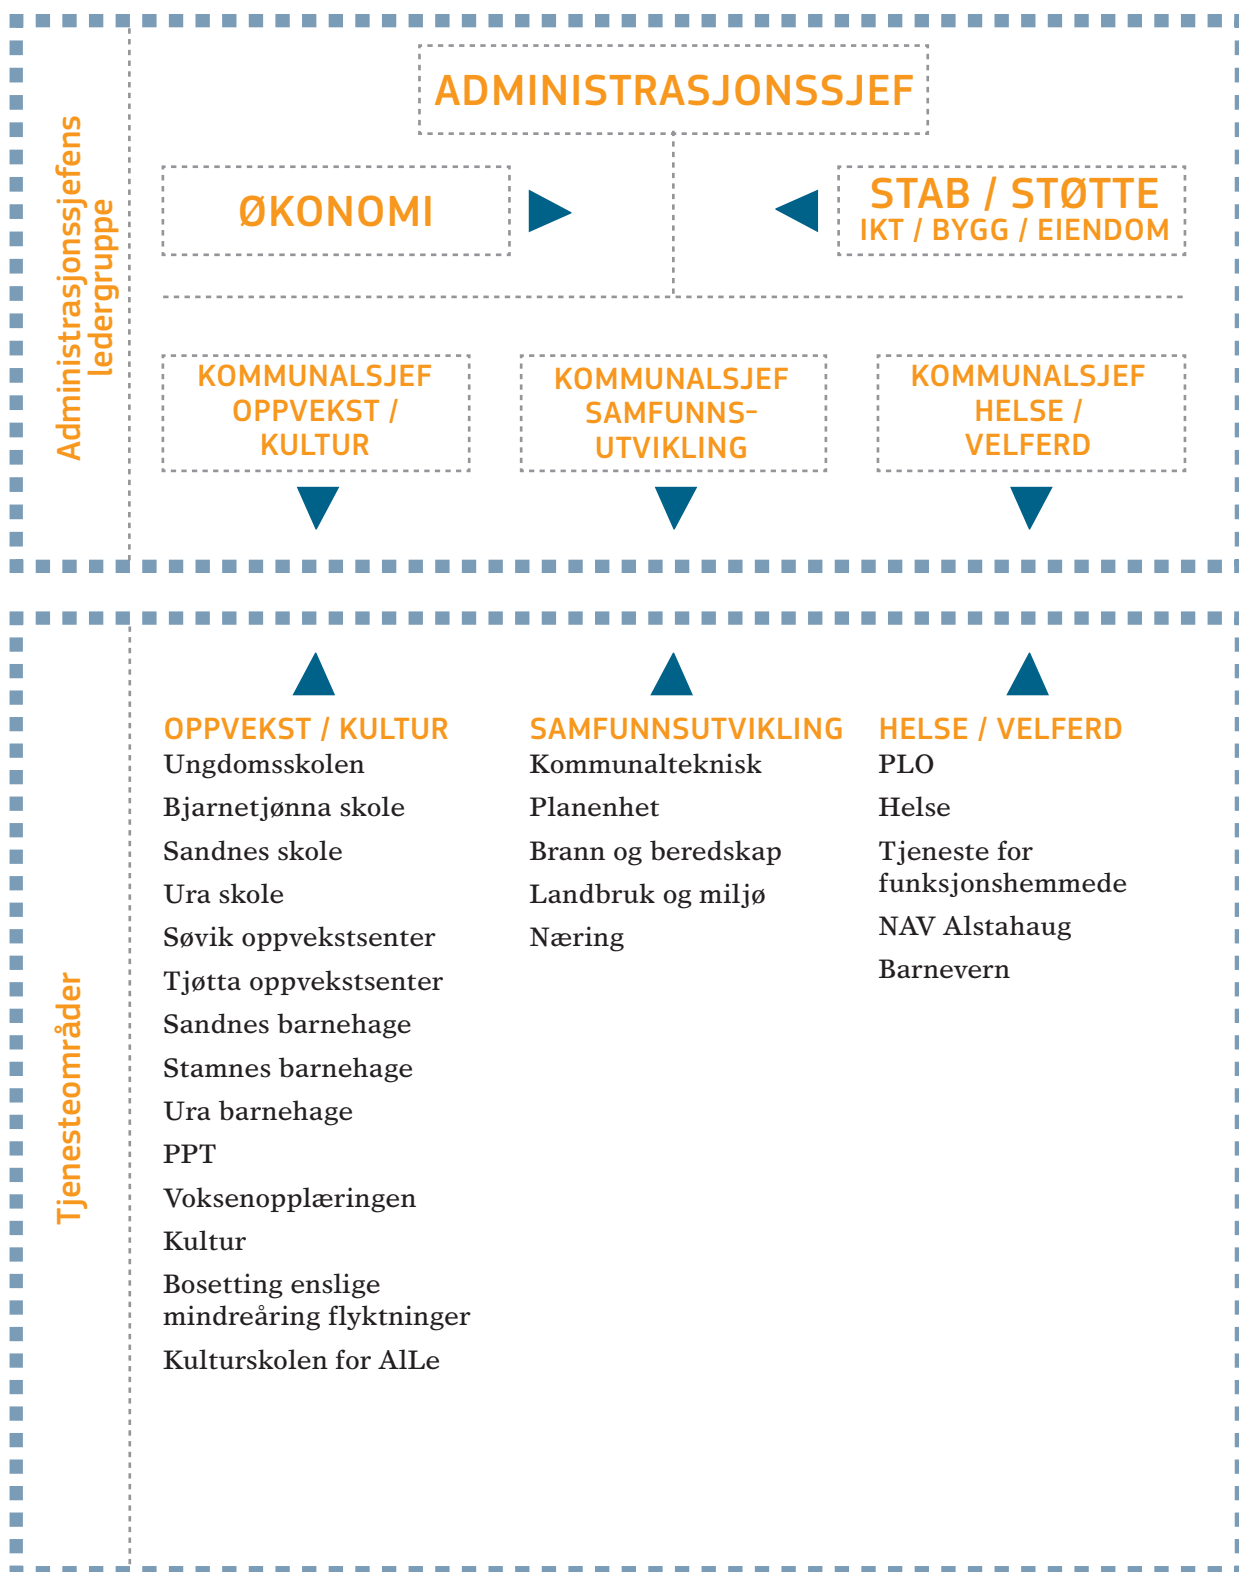 Administrasjonssjefens
ledergruppe
ADMINISTRASJONSSJEF
ØKONOMI
STAB / STØTTE
IKT / BYGG / EIENDOM
KOMMUNALSJEF
OPPVEKST /
KULTUR
KOMMUNALSJEF
SAMFUNNS-
UTVIKLING
KOMMUNALSJEF
HELSE /
VELFERD
Tjenesteområder
OPPVEKST / KULTUR
Ungdomsskolen
Bjarnetjønna skole
Sandnes skole
Ura skole
Søvik oppvekstsenter
Tjøtta oppvekstsenter
Sandnes barnehage
Stamnes barnehage
Ura barnehage
PPT
Voksenopplæringen
Kultur
Bosetting enslige
mindreåring flyktninger
Kulturskolen for AlLe
SAMFUNNSUTVIKLING
Kommunalteknisk
Planenhet
Brann og beredskap
Landbruk og miljø
Næring
HELSE / VELFERD
PLO
Helse
Tjeneste for
funksjonshemmede
NAV Alstahaug
Barnevern